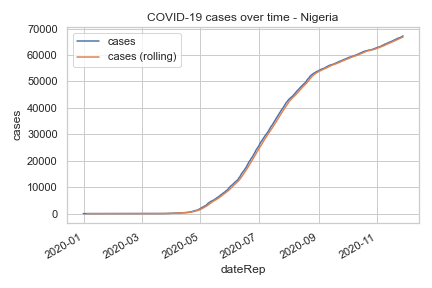 COVID-19 cases over time - Nigeria
cases
cases (rolling)
70000
60000
50000
40000
30000
20000
10000
0
cases
2020-01
2020-03
2020-05
2020-07
2020-09
2020-11
dateRep